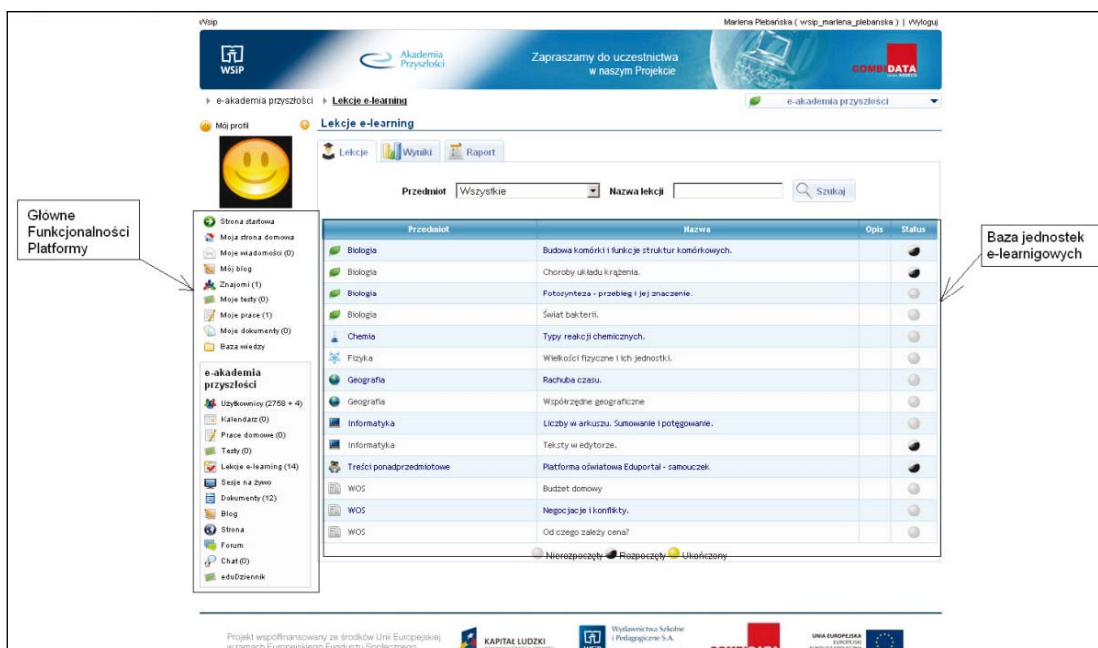 Wsip
Marlena Plebańska ( wsip_marlena_plebanska ) | Wyloguj
WSiP
Akademia
Przyszłości
Zapraszamy do uczestnictwa
w naszym Projekcie
COMBIDATA
e-akademia przyszłości Lekcje e-learning
e-akademia przyszłości
Mój profil
Lekcje e-learning
Lekcje Wyniki Raport
Przedmiot Wszystkie Nazwa lekcji Szukaj
Główne
Funkcjonalności
Platformy
Strona startowa
Moja strona domowa
Moje wiadomości (0)
Mój blog
Znajomi (1)
Moje testy (0)
Moje prace (1)
Moje dokumenty (0)
Baza wiedzy
e-akademia
przyszłości
Użytkownicy (2758 + 4)
Kalendarz (0)
Prace domowe (0)
Testy (0)
Lekcje e-learning (14)
Sesje na żywo
Dokumenty (12)
Blog
Strona
Forum
Chat (0)
eduDziennik
Przedmiot Nazwa Opis Status
Biologia Budowa komórki i funkcje struktur komórkowych.
Biologia Choroby układu krążenia.
Biologia Fotosynteza - przebieg i jej znaczenie.
Biologia Świat bakterii.
Chemia Typy reakcji chemicznych.
Fizyka Wielkości fizyczne i ich jednostki.
Geografia Rachuba czasu.
Geografia Współrzędne geograficzne
Informatyka Liczby w arkuszu. Sumowanie i potęgowanie.
Informatyka Teksty w edytorze.
Treści ponadprzedmiotowe Platforma oświatowa Eduportal - samouczek
WOS Budżet domowy
WOS Negocjacje i konflikty.
WOS Od czego zależy cena?
Nierozpoczęty Rozpoczęty Ukończony
Baza jednostek
e-learnigowych
Projekt współfinansowany ze środków Unii Europejskiej
w ramach Europejskiego Funduszu Społecznego
KAPITAŁ LUDZKI
WSiP
Wydawnictwa Szkolne
i Pedagogiczne S.A.
COMBIDATA
UNIA EUROPEJSKA